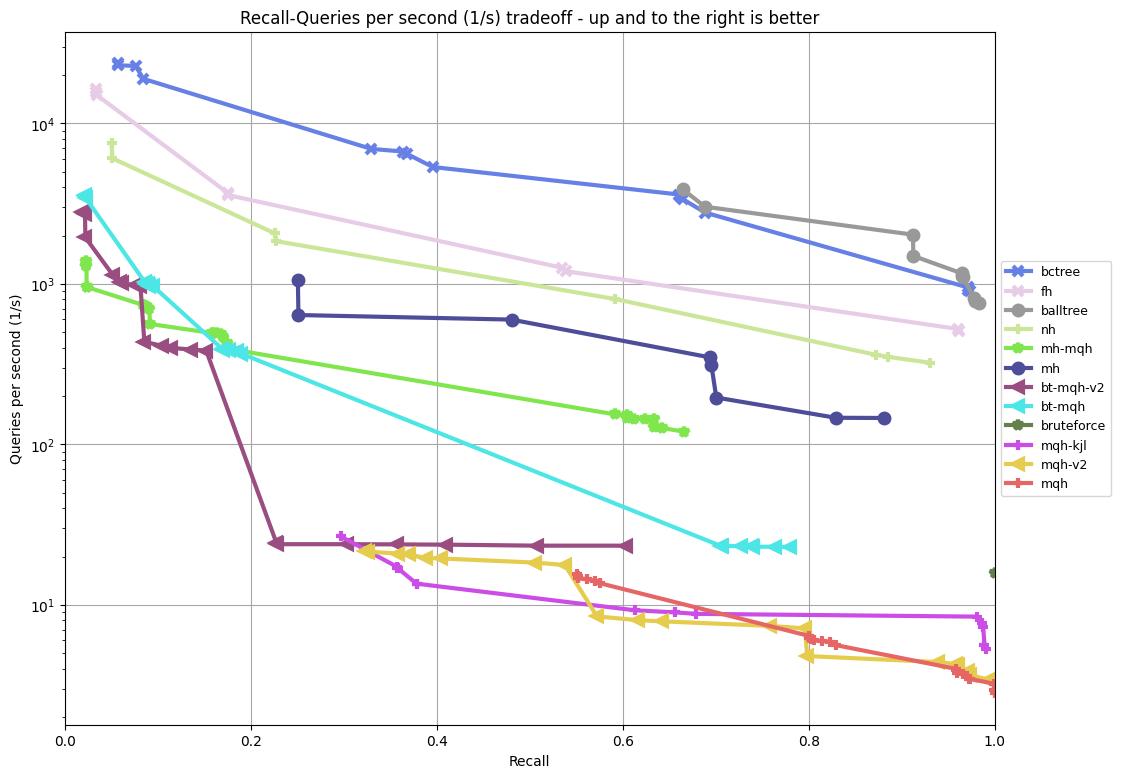 Recall-Queries per second (1/s) tradeoff - up and to the right is better
Queries per second (1/s)
10^4
10^3
10^2
10^1
0.0 0.2 0.4 0.6 0.8 1.0
Recall
bctree
fh
balltree
nh
mh-mqh
mh
bt-mqh-v2
bt-mqh
bruteforce
mqh-kjl
mqh-v2
mqh